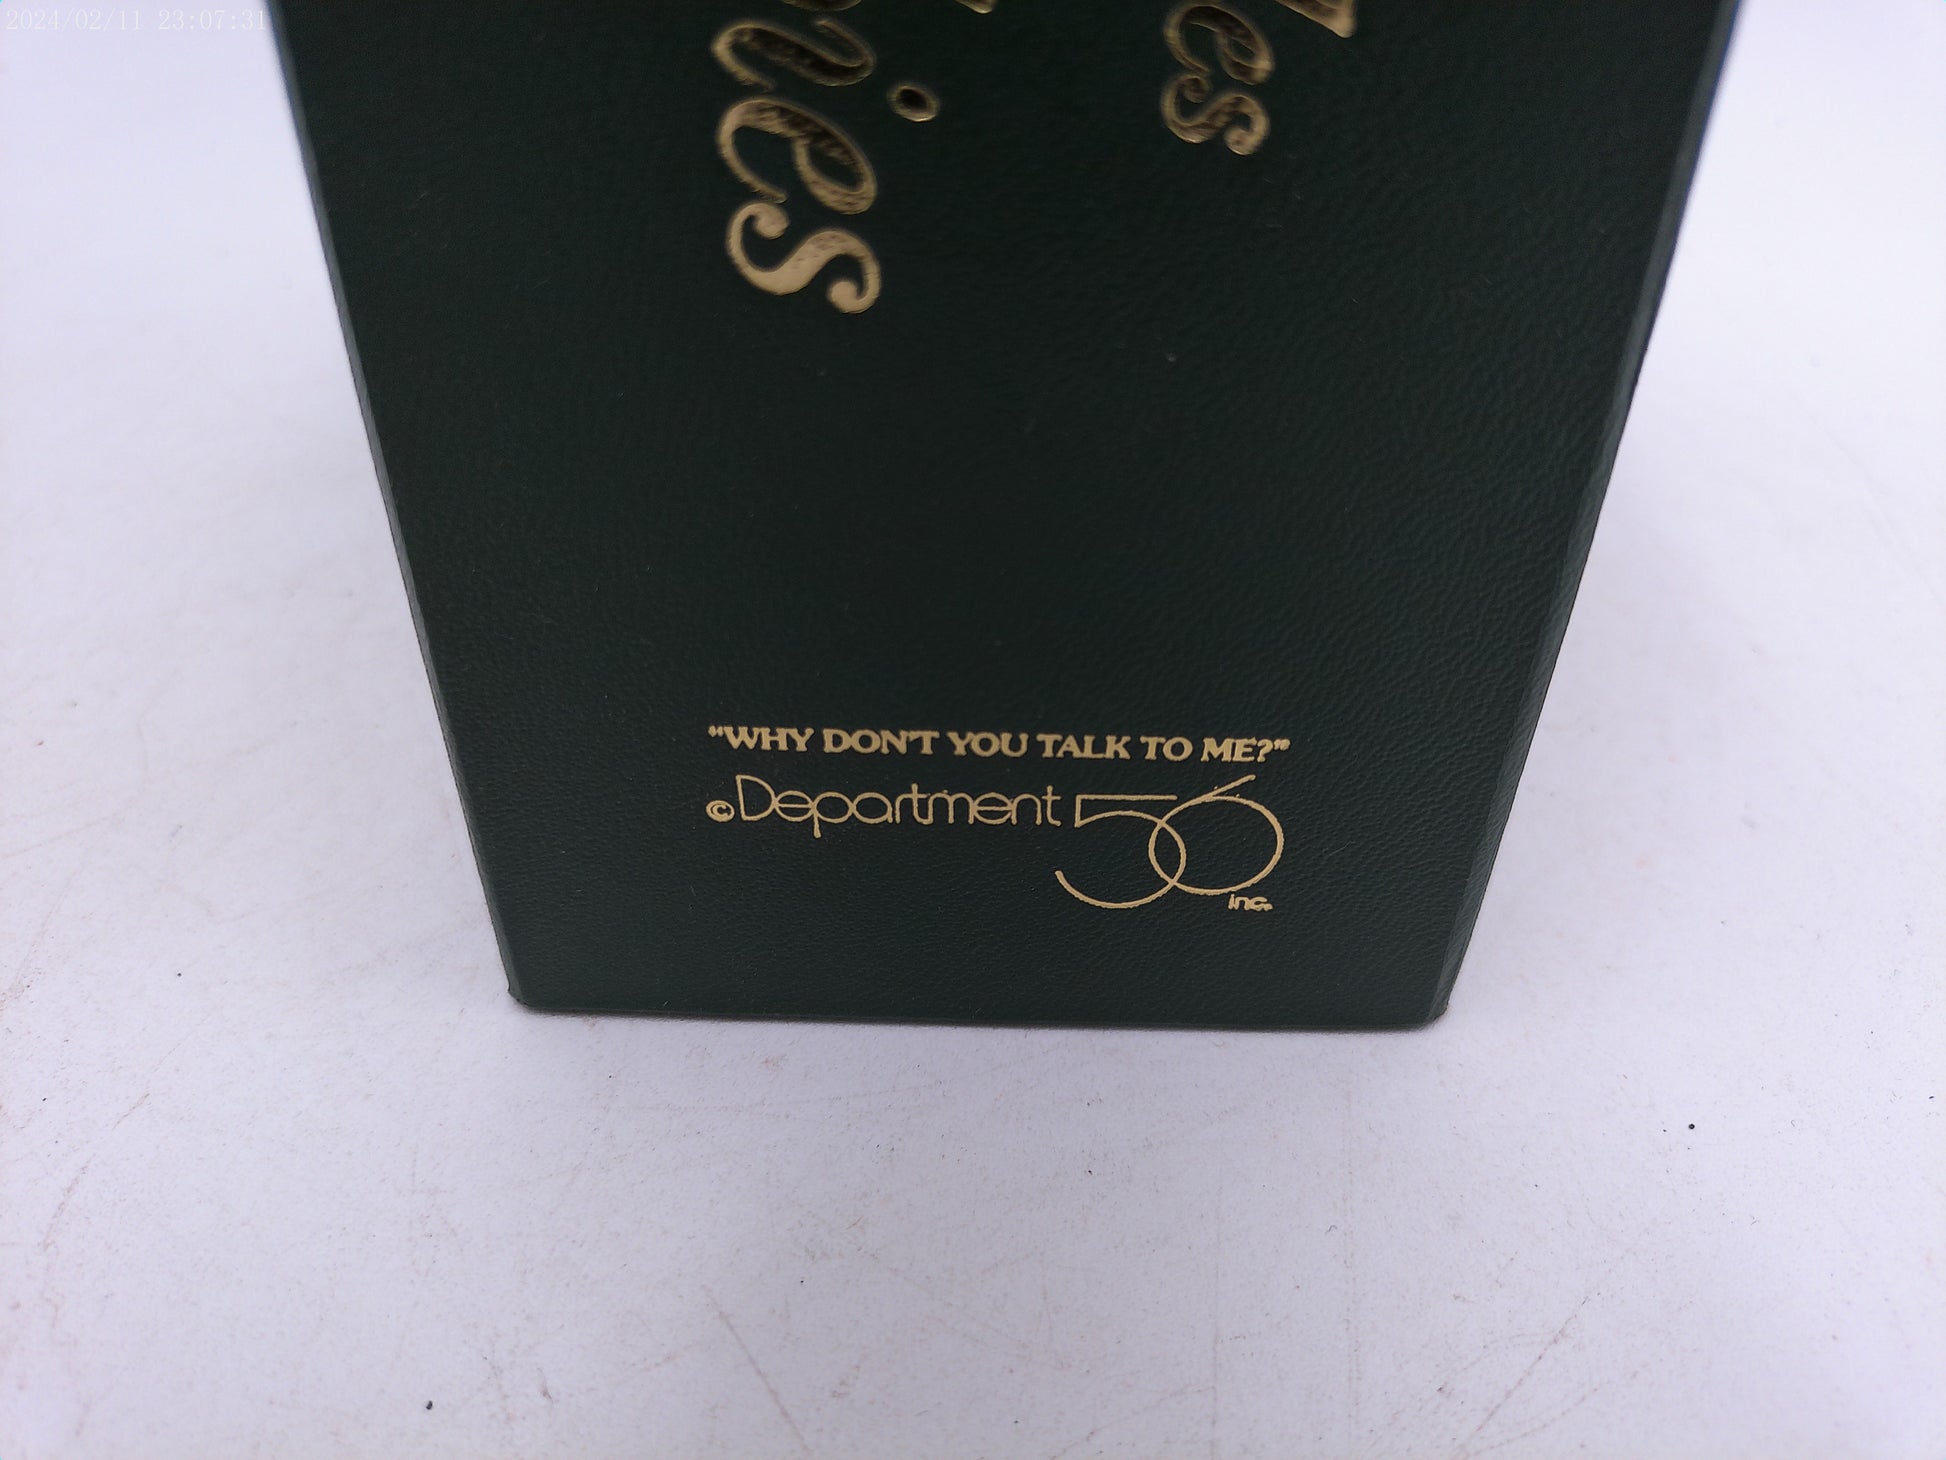 2024/02/11 23:07:31
"WHY DON'T YOU TALK TO ME?"
©Department 56
inc.